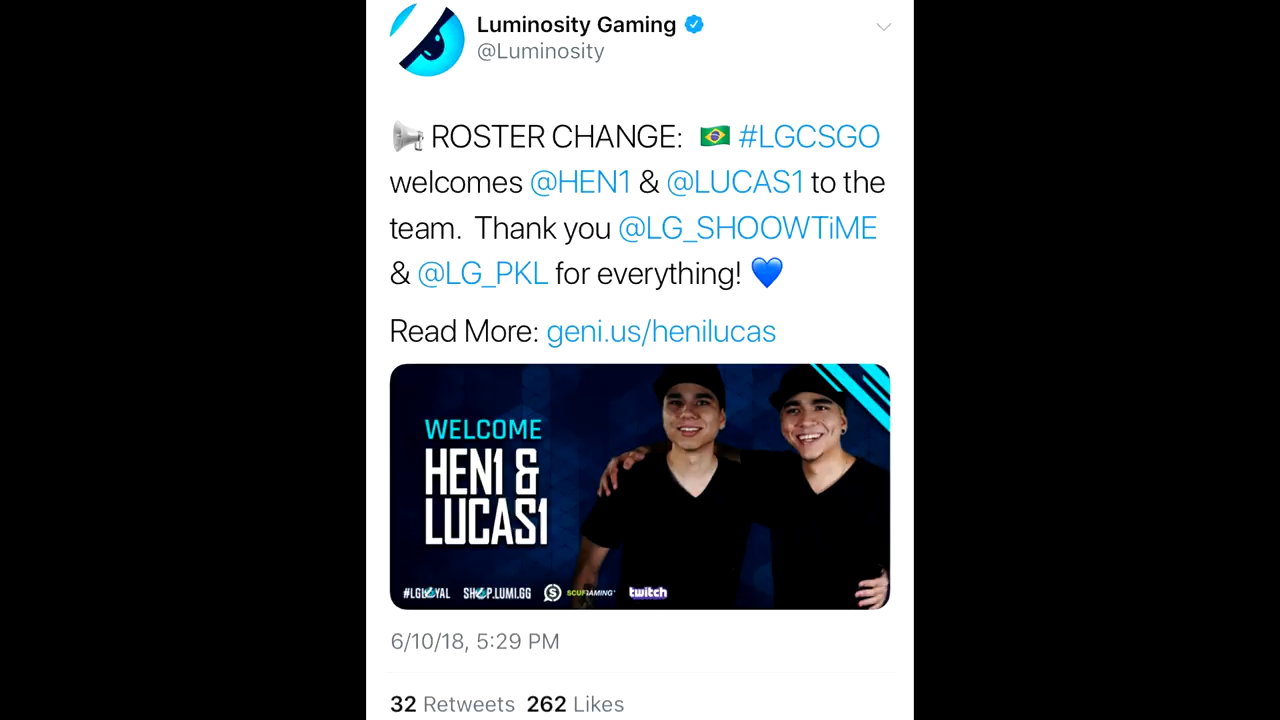 Luminosity Gaming
@Luminosity
📢 ROSTER CHANGE: 🇧🇷 #LGCSGO
welcomes @HEN1 & @LUCAS1 to the
team. Thank you @LG_SHOOWTiME
& @LG_PKL for everything! 💙
Read More: geni.us/henilucas
WELCOME
HEN1 &
LUCAS1
#LGLOYAL SHOP.LUMI.GG S SCUFGAMING twitch
6/10/18, 5:29 PM
32 Retweets 262 Likes